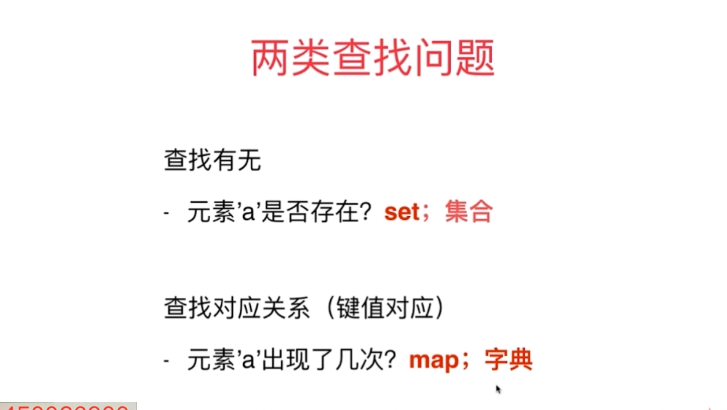 两类查找问题
查找有无
- 元素'a'是否存在？set；集合
查找对应关系（键值对应）
- 元素'a'出现了几次？map；字典